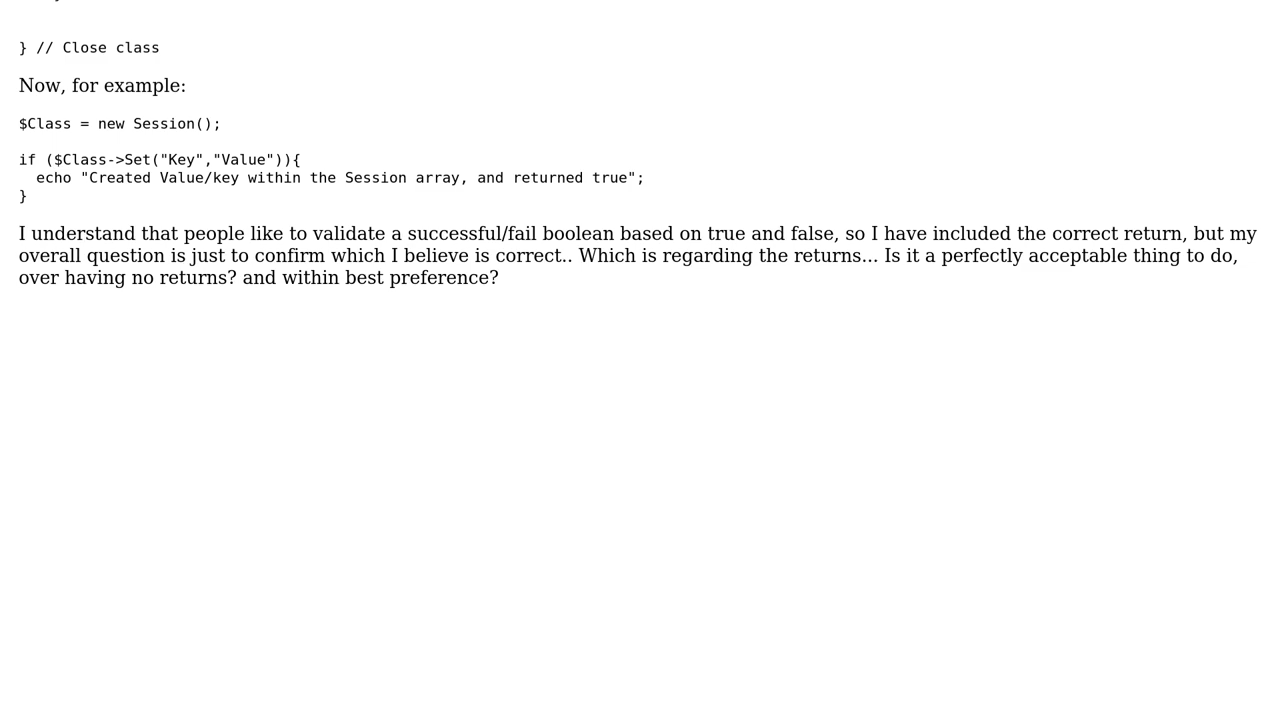 } // Close class
Now, for example:
$Class = new Session();
if ($Class->Set("Key","Value")){
  echo "Created Value/key within the Session array, and returned true";
}
I understand that people like to validate a successful/fail boolean based on true and false, so I have included the correct return, but my
overall question is just to confirm which I believe is correct.. Which is regarding the returns... Is it a perfectly acceptable thing to do,
over having no returns? and within best preference?